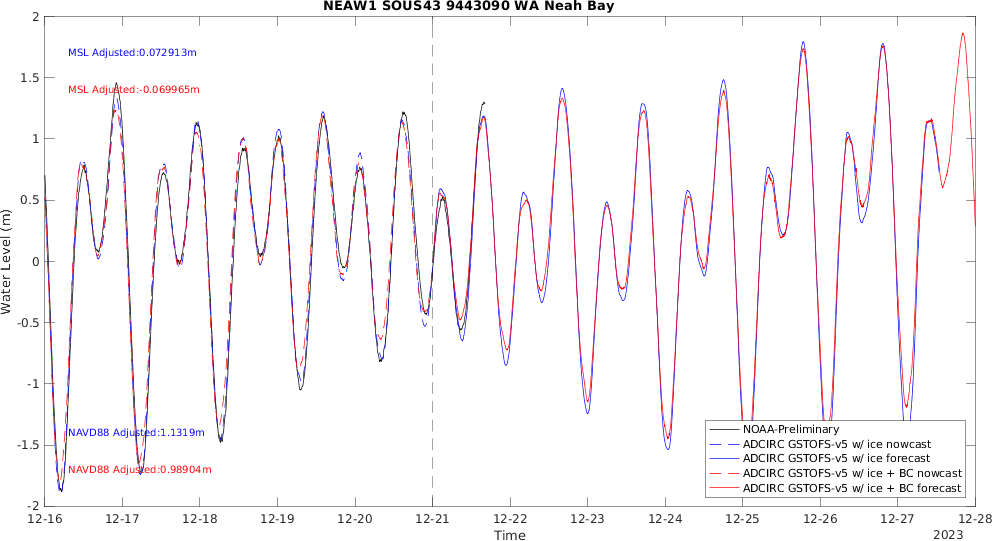 NEAW1 SOUS43 9443090 WA Neah Bay
2
1.5
1
0.5
0
-0.5
-1
-1.5
-2
Water Level (m)
MSL Adjusted:0.072913m
MSL Adjusted:-0.069965m
NAVD88 Adjusted:1.1319m
NAVD88 Adjusted:0.98904m
NOAA-Preliminary
ADCIRC GSTOFS-v5 w/ ice nowcast
ADCIRC GSTOFS-v5 w/ ice forecast
ADCIRC GSTOFS-v5 w/ ice + BC nowcast
ADCIRC GSTOFS-v5 w/ ice + BC forecast
12-16 12-17 12-18 12-19 12-20 12-21 12-22 12-23 12-24 12-25 12-26 12-27 12-28
Time
2023